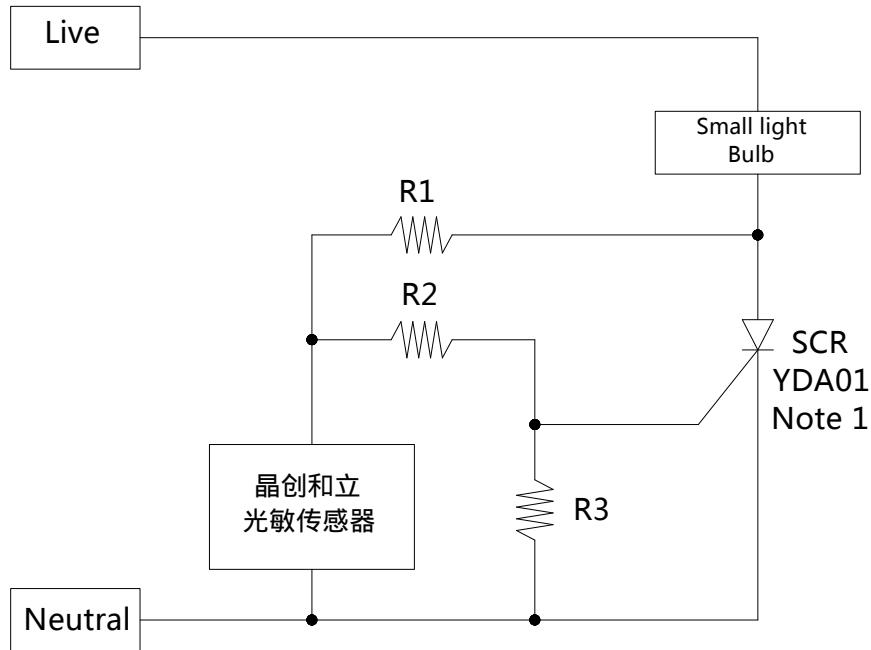 Live
Small light
Bulb
R1
R2
SCR
YDA01
Note 1
晶创和立
光敏传感器
R3
Neutral